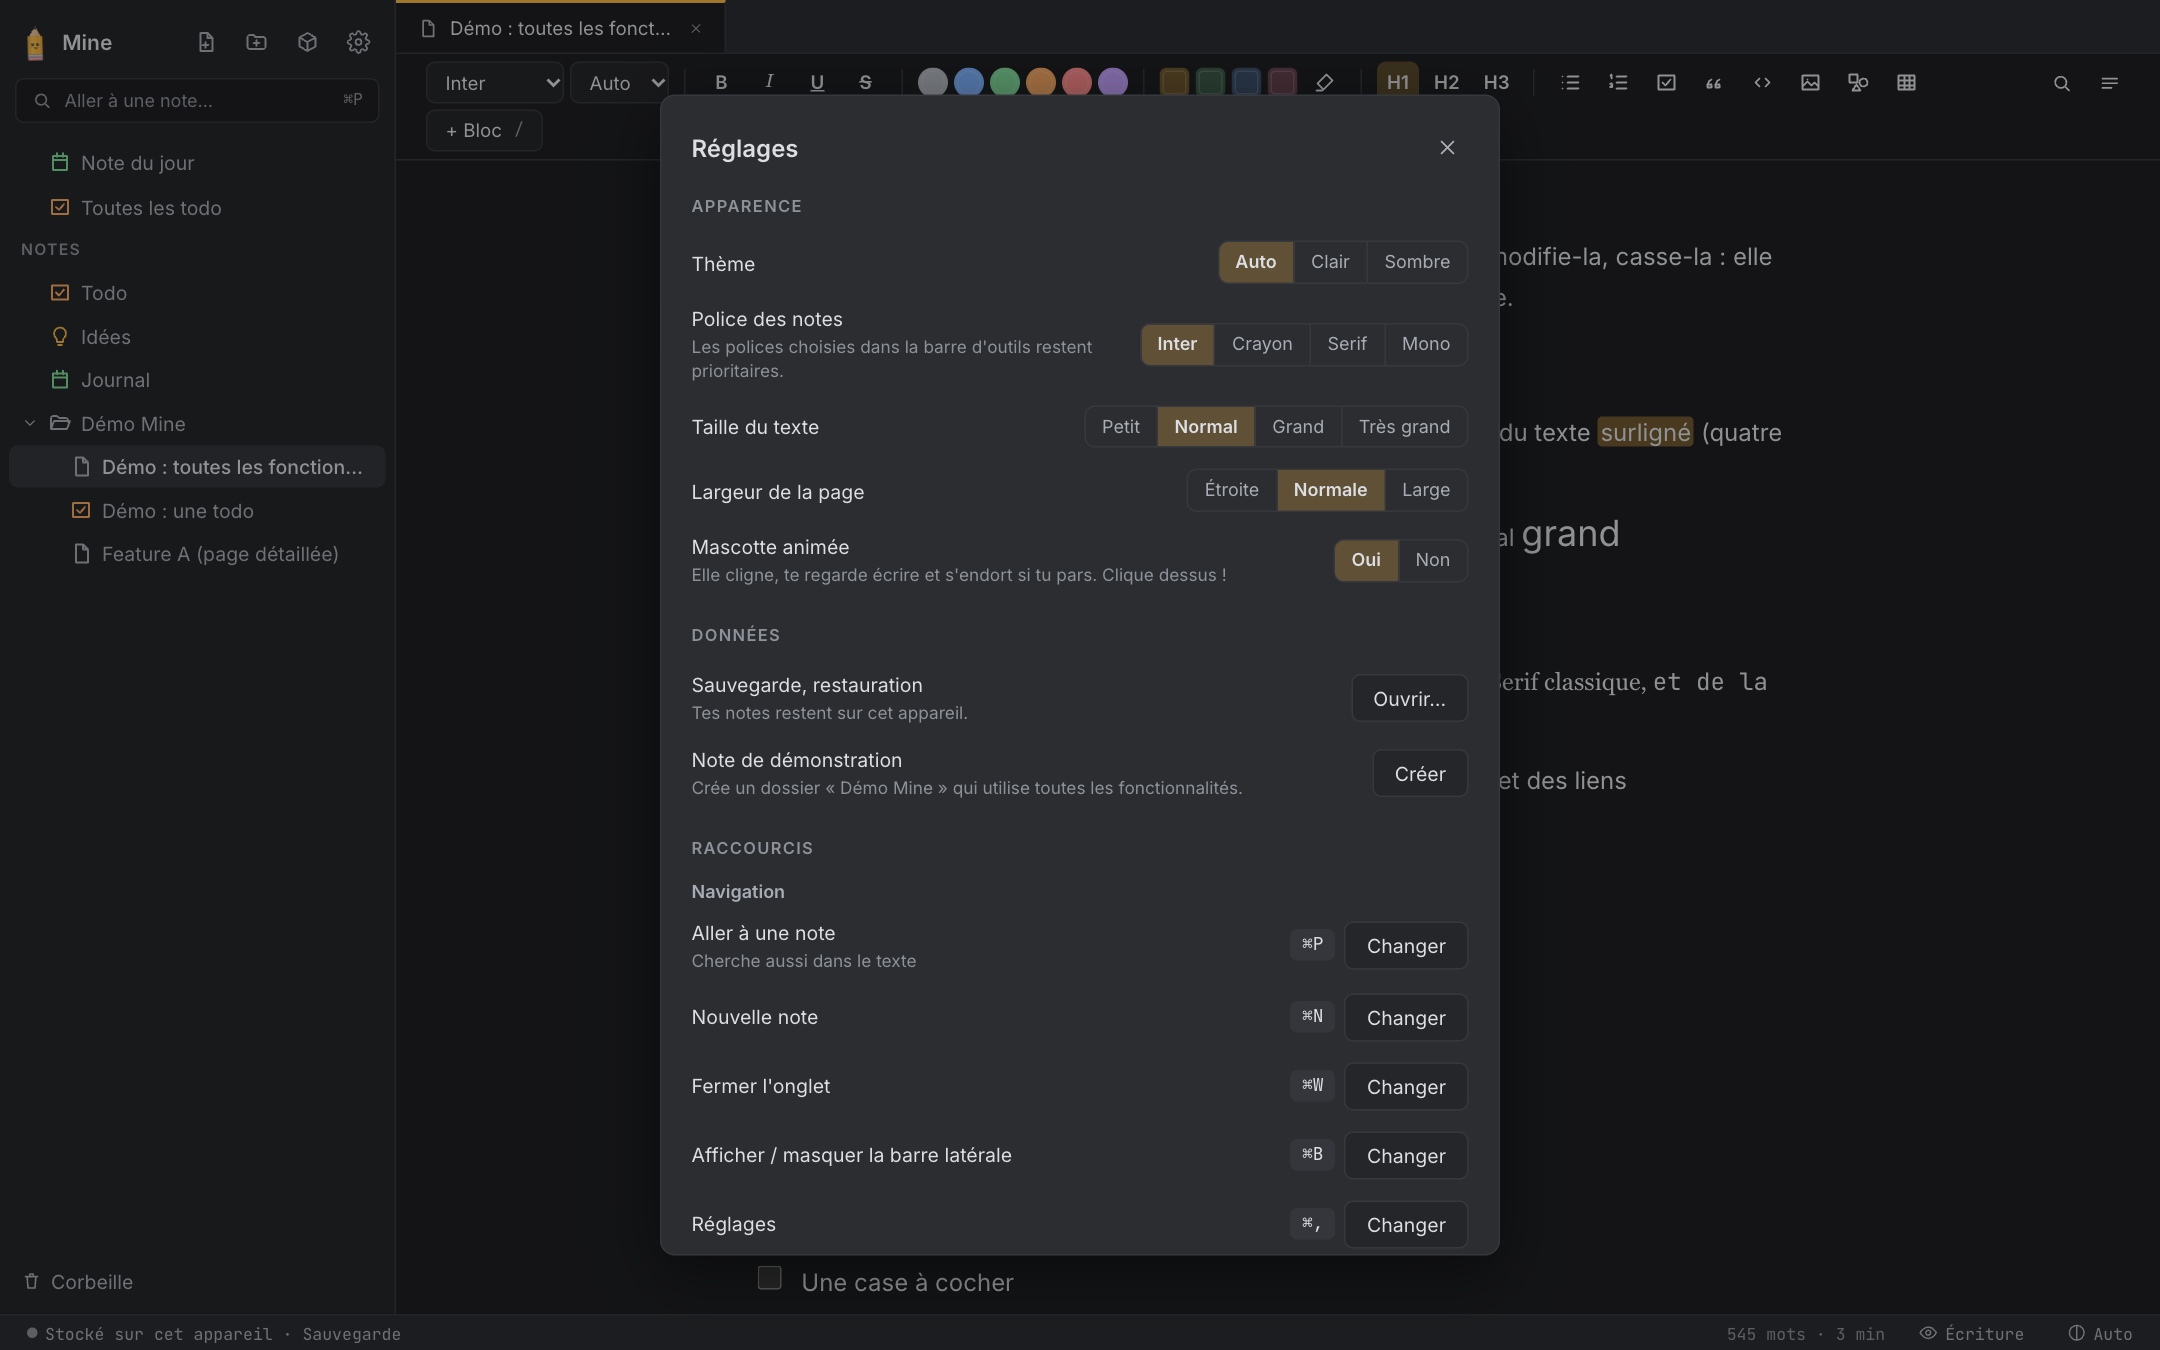 Mine
Aller à une note... ⌘P
Note du jour
Toutes les todo
NOTES
Todo
Idées
Journal
Démo Mine
Démo : toutes les fonction...
Démo : une todo
Feature A (page détaillée)
Corbeille
Démo : toutes les fonct... ×
Inter Auto B I U S H1 H2 H3
+ Bloc /
Réglages
APPARENCE
Thème Auto Clair Sombre
Police des notes
Les polices choisies dans la barre d'outils restent
prioritaires.
Inter Crayon Serif Mono
Taille du texte Petit Normal Grand Très grand
Largeur de la page Étroite Normale Large
Mascotte animée
Elle cligne, te regarde écrire et s'endort si tu pars. Clique dessus !
Oui Non
DONNÉES
Sauvegarde, restauration
Tes notes restent sur cet appareil.
Ouvrir...
Note de démonstration
Crée un dossier « Démo Mine » qui utilise toutes les fonctionnalités.
Créer
RACCOURCIS
Navigation
Aller à une note
Cherche aussi dans le texte
⌘P Changer
Nouvelle note ⌘N Changer
Fermer l'onglet ⌘W Changer
Afficher / masquer la barre latérale ⌘B Changer
Réglages ⌘, Changer
modifie-la, casse-la : elle
e.
du texte surligné (quatre
al grand
Serif classique, et de la
et des liens
Une case à cocher
Stocké sur cet appareil · Sauvegarde
545 mots · 3 min Écriture Auto